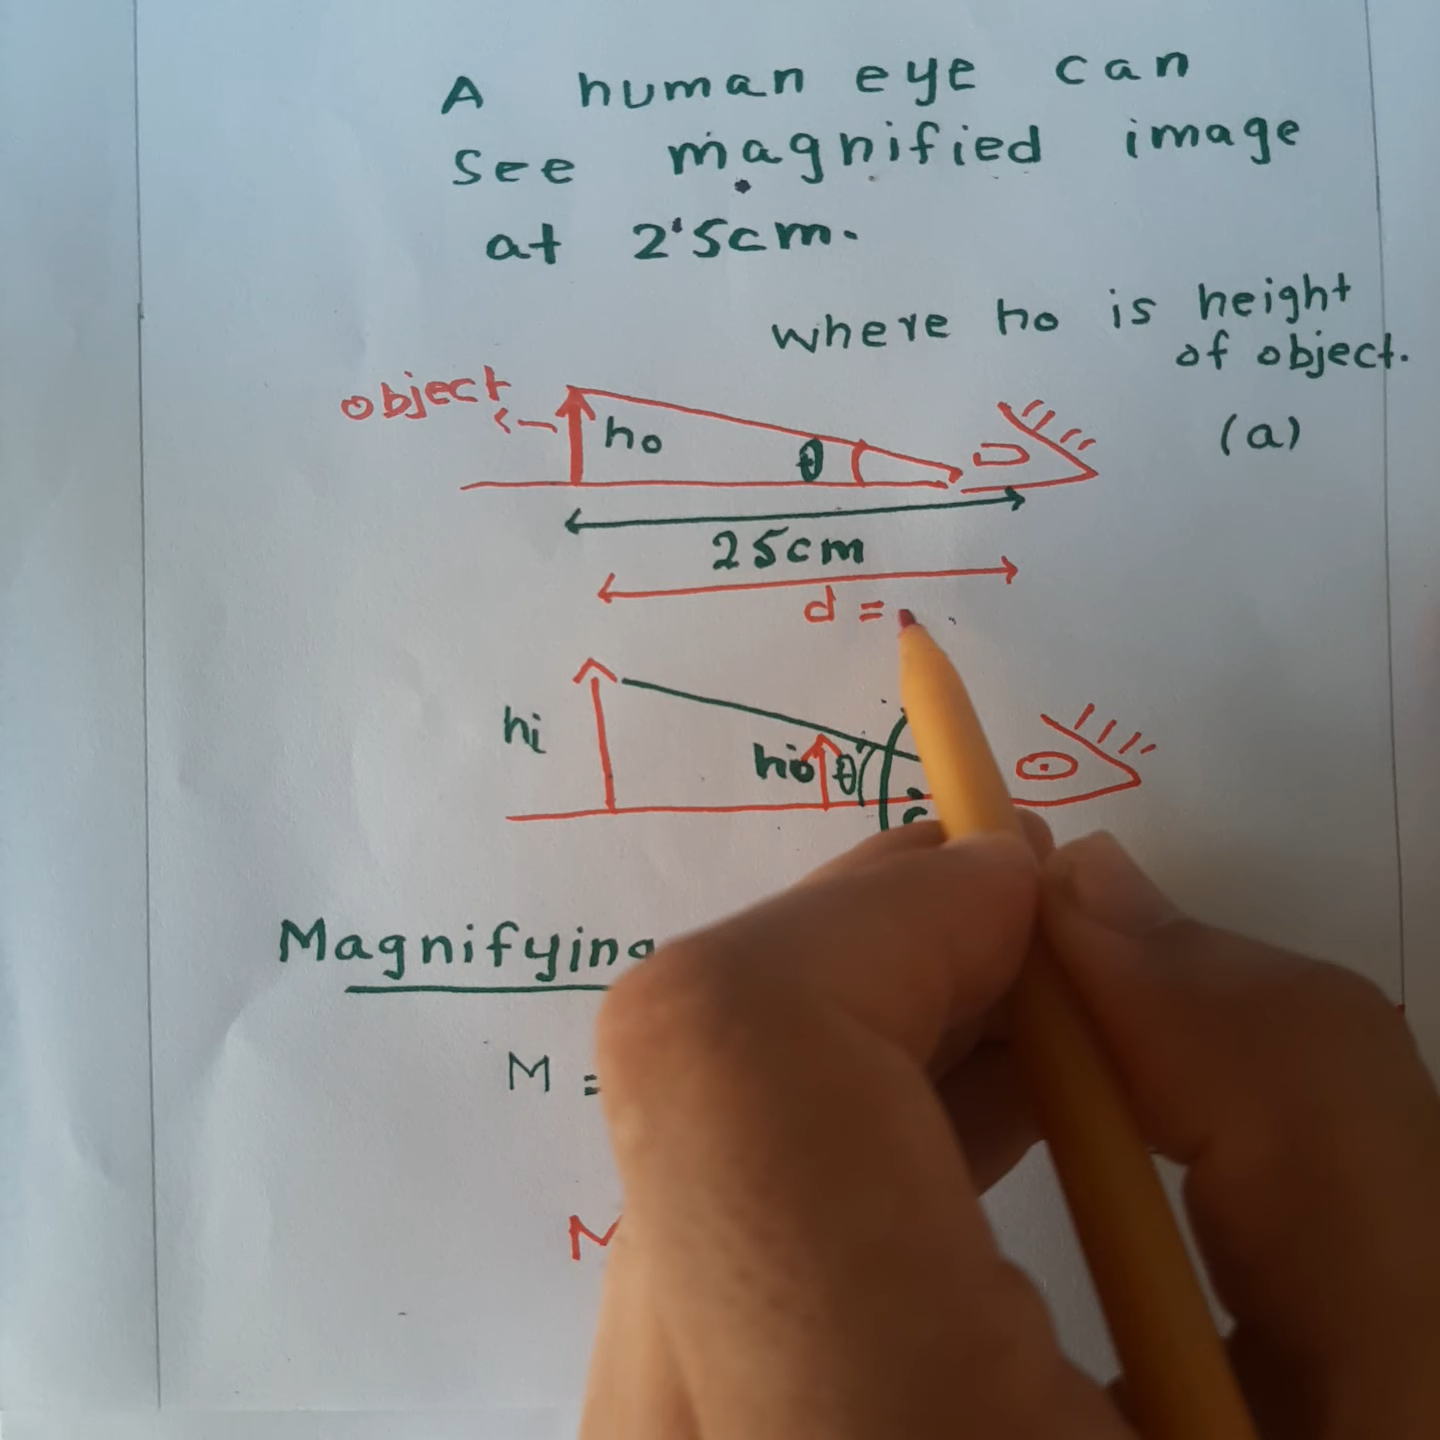 A human eye can
see magnified image
at 2'5cm.
where ho is height
of object.
object
ho
θ
(a)
25cm
d =
hi
ho
θ
Magnifying
M =